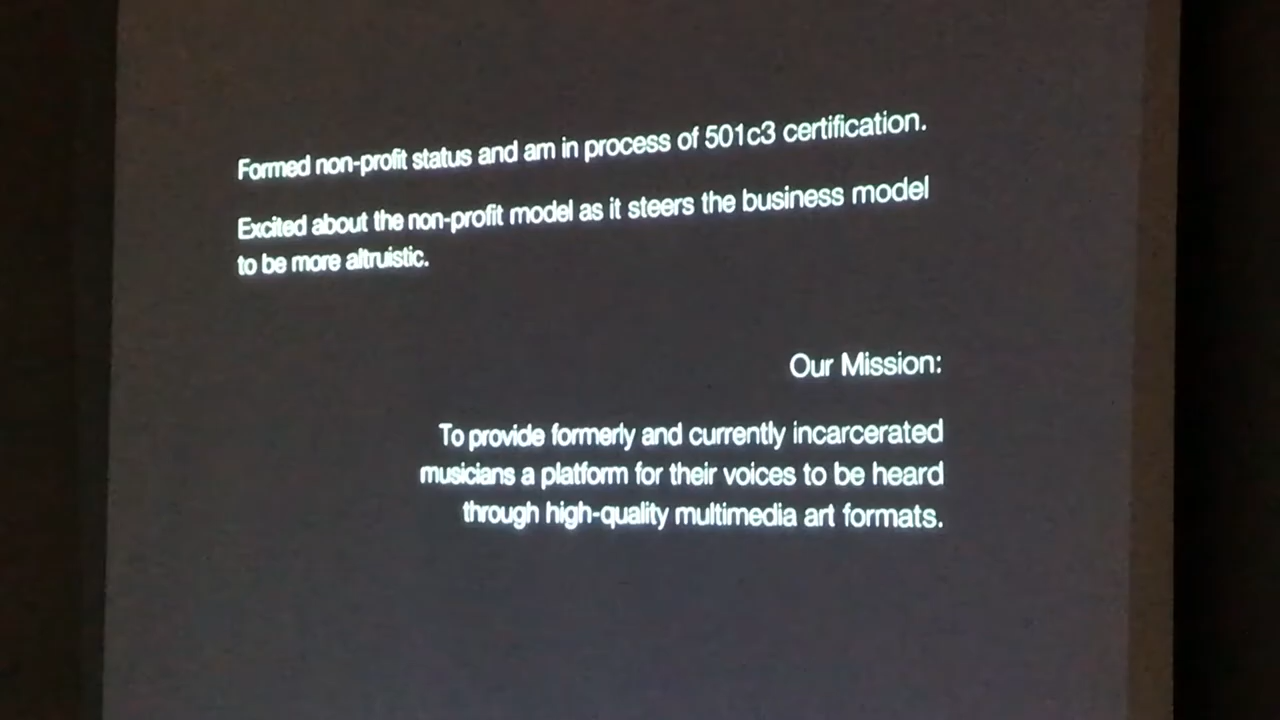 Formed non-profit status and am in process of 501c3 certification.
Excited about the non-profit model as it steers the business model
to be more altruistic.
Our Mission:
To provide formerly and currently incarcerated
musicians a platform for their voices to be heard
through high-quality multimedia art formats.